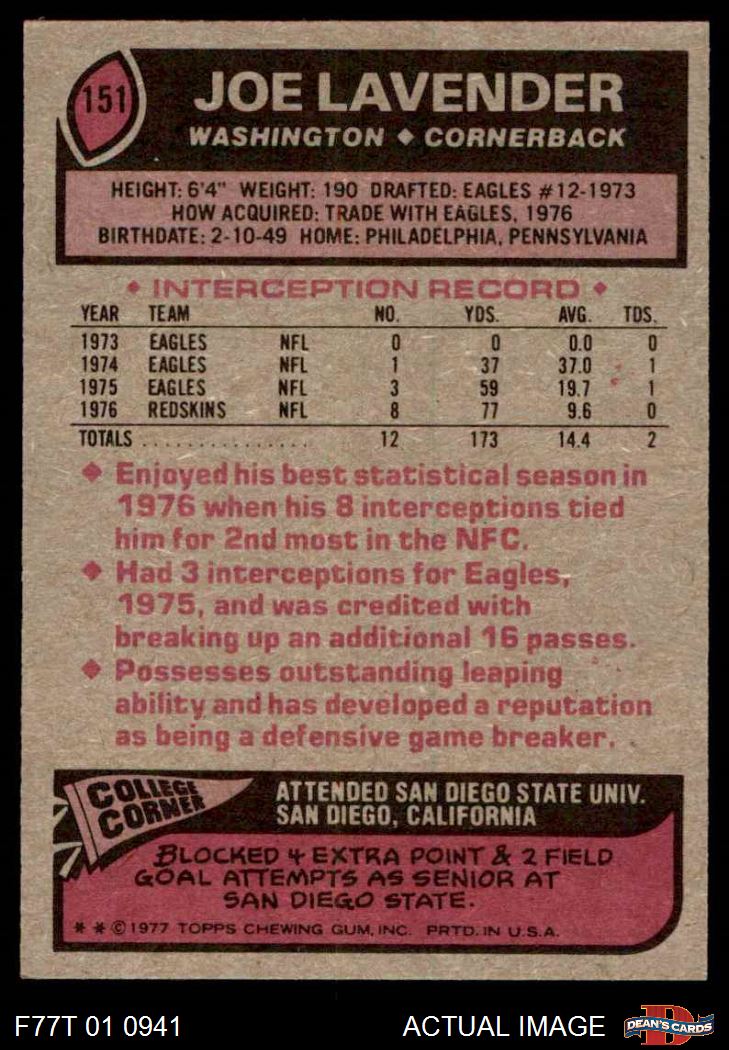 151
JOE LAVENDER
WASHINGTON ◆ CORNERBACK
HEIGHT: 6'4" WEIGHT: 190 DRAFTED: EAGLES #12-1973
HOW ACQUIRED: TRADE WITH EAGLES, 1976
BIRTHDATE: 2-10-49 HOME: PHILADELPHIA, PENNSYLVANIA
◆ INTERCEPTION RECORD ◆
YEAR TEAM NO. YDS. AVG. TDS.
1973 EAGLES NFL 0 0 0.0 0
1974 EAGLES NFL 1 37 37.0 1
1975 EAGLES NFL 3 59 19.7 1
1976 REDSKINS NFL 8 77 9.6 0
TOTALS ................ 12 173 14.4 2
◆ Enjoyed his best statistical season in
1976 when his 8 interceptions tied
him for 2nd most in the NFC.
◆ Had 3 interceptions for Eagles,
1975, and was credited with
breaking up an additional 16 passes.
◆ Possesses outstanding leaping
ability and has developed a reputation
as being a defensive game breaker.
COLLEGE
CORNER
ATTENDED SAN DIEGO STATE UNIV.
SAN DIEGO, CALIFORNIA
BLOCKED 4 EXTRA POINT & 2 FIELD
GOAL ATTEMPTS AS SENIOR AT
SAN DIEGO STATE.
* * © 1977 TOPPS CHEWING GUM, INC. PRTD. IN U.S.A.
F77T 01 0941 ACTUAL IMAGE
D
DEAN'S CARDS